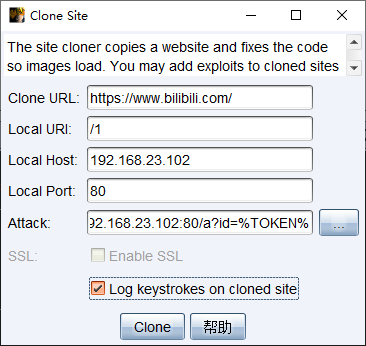 Clone Site
The site cloner copies a website and fixes the code
so images load. You may add exploits to cloned sites
Clone URL: https://www.bilibili.com/
Local URI: /1
Local Host: 192.168.23.102
Local Port: 80
Attack: 92.168.23.102:80/a?id=%TOKEN% ...
SSL: Enable SSL
Log keystrokes on cloned site
Clone 帮助